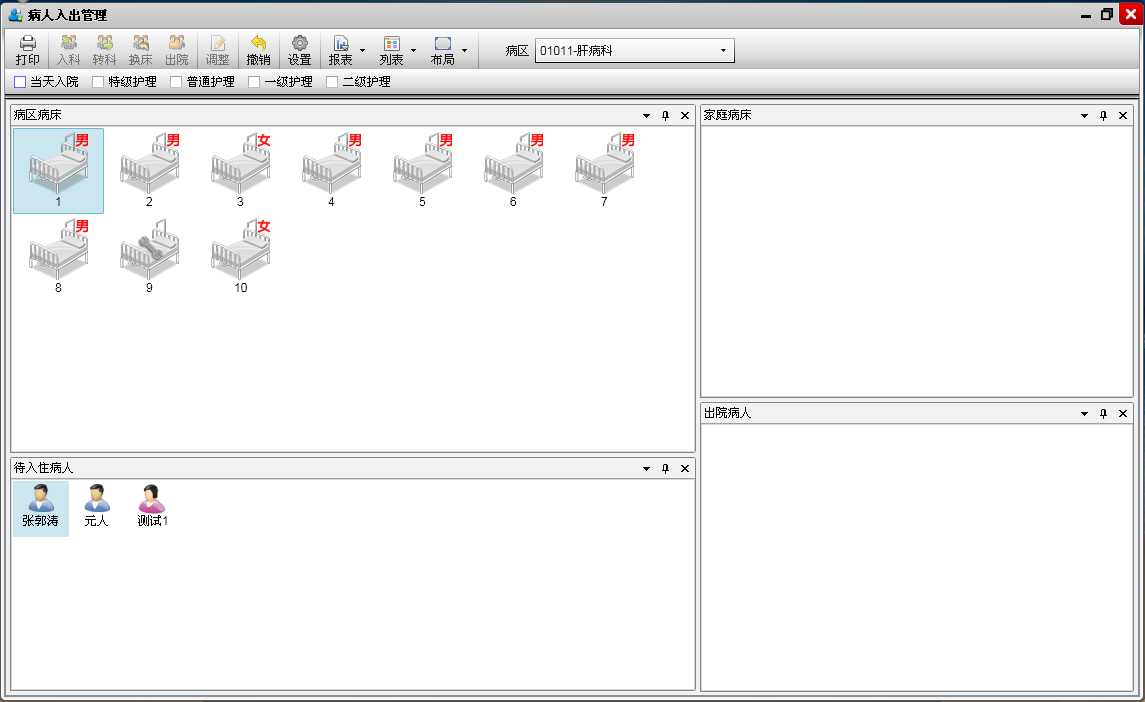 病人入出管理
打印 入科 转科 换床 出院 调整 撤销 设置 报表 列表 布局 病区 01011-肝病科
当天入院 特级护理 普通护理 一级护理 二级护理
病区病床
男 男 女 男 男 男 男
1 2 3 4 5 6 7
男 女
8 9 10
待入住病人
张郭涛 元人 测试1
家庭病床
出院病人